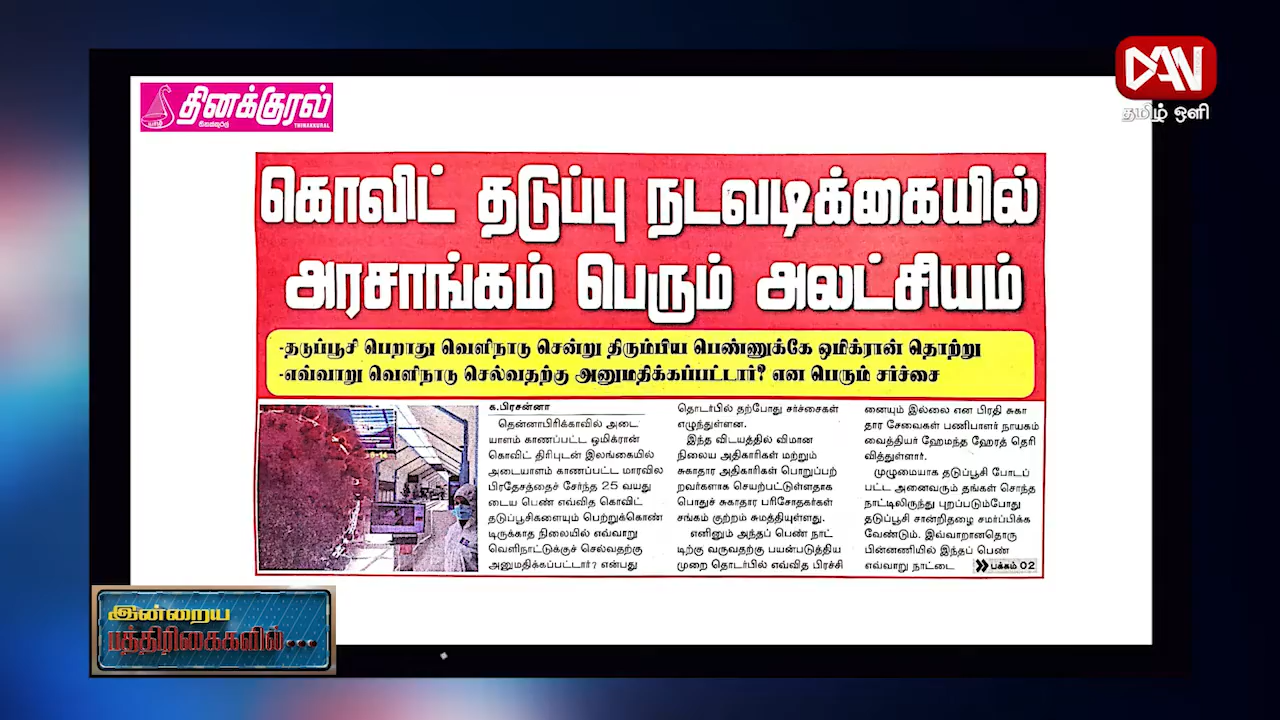 DAN
தமிழ் ஒளி
தினக்குரல்
THINAKKURAL
கொவிட் தடுப்பு நடவடிக்கையில்
அரசாங்கம் பெரும் அலட்சியம்
-தடுப்பூசி பெறாது வெளிநாடு சென்று திரும்பிய பெண்ணுக்கே ஒமிக்ரான் தொற்று
-எவ்வாறு வெளிநாடு செல்வதற்கு அனுமதிக்கப்பட்டார்? என பெரும் சர்ச்சை
க.பிரசன்னா
தென்னாபிரிக்காவில் அடை
யாளம் காணப்பட்ட ஒமிக்ரான்
கொவிட் திரிபுடன் இலங்கையில்
அடையாளம் காணப்பட்ட மாரவில
பிரதேசத்தைச் சேர்ந்த 25 வயது
டைய பெண் எவ்வித கொவிட்
தடுப்பூசிகளையும் பெற்றுக்கொண்
டிருக்காத நிலையில் எவ்வாறு
வெளிநாட்டுக்குச் செல்வதற்கு
அனுமதிக்கப்பட்டார்? என்பது
தொடர்பில் தற்போது சர்ச்சைகள்
எழுந்துள்ளன.
இந்த விடயத்தில் விமான
நிலைய அதிகாரிகள் மற்றும்
சுகாதார அதிகாரிகள் பொறுப்பற்
றவர்களாக செயற்பட்டுள்ளதாக
பொதுச் சுகாதார பரிசோதகர்கள்
சங்கம் குற்றம் சுமத்தியுள்ளது.
எனினும் அந்தப் பெண் நாட்
டிற்கு வருவதற்கு பயன்படுத்திய
முறை தொடர்பில் எவ்வித பிரச்சி
னையும் இல்லை என பிரதி சுகா
தார சேவைகள் பணிபாளர் நாயகம்
வைத்தியர் ஹேமந்த ஹேரத் தெரி
வித்துள்ளார்.
முழுமையாக தடுப்பூசி போடப்
பட்ட அனைவரும் தங்கள் சொந்த
நாட்டிலிருந்து புறப்படும்போது
தடுப்பூசி சான்றிதழை சமர்ப்பிக்க
வேண்டும். இவ்வாறானதொரு
பின்னணியில் இந்தப் பெண்
எவ்வாறு நாட்டை
பக்கம் 02
இன்றைய
பத்திரிகைகளில்...